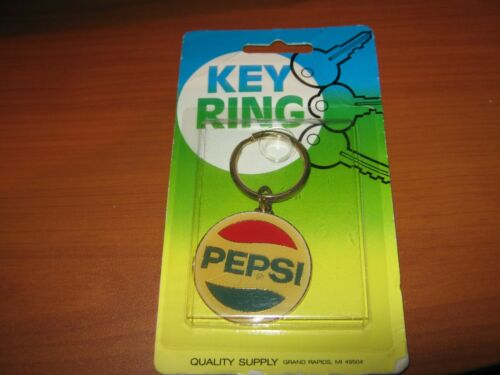 KEY
RING
PEPSI
®
QUALITY SUPPLY GRAND RAPIDS, MI 49504